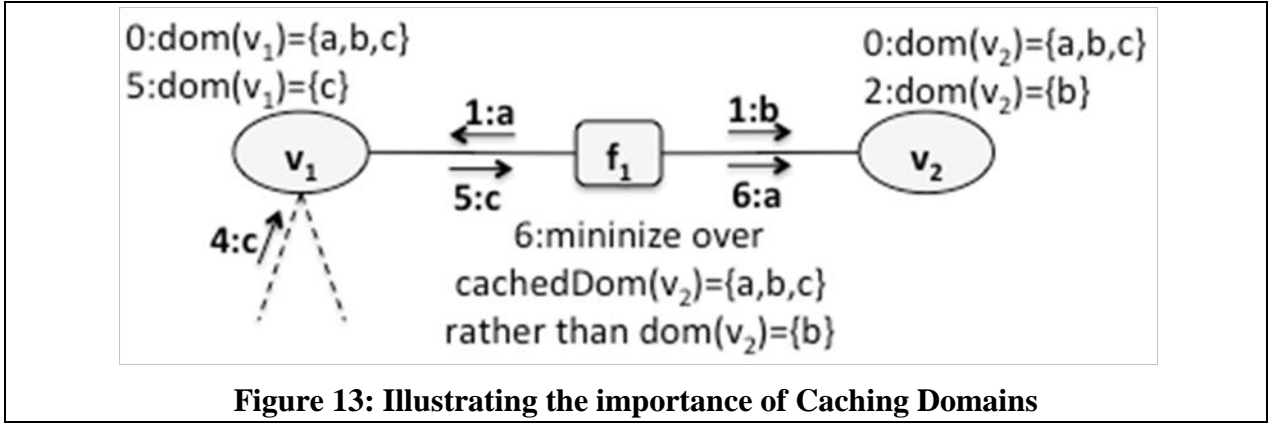 0:dom(v₁)={a,b,c}
0:dom(v₂)={a,b,c}
5:dom(v₁)={c}
2:dom(v₂)={b}
1:a
1:b
v₁
f₁
v₂
5:c
6:a
4:c
6:mininize over
cachedDom(v₂)={a,b,c}
rather than dom(v₂)={b}
Figure 13: Illustrating the importance of Caching Domains